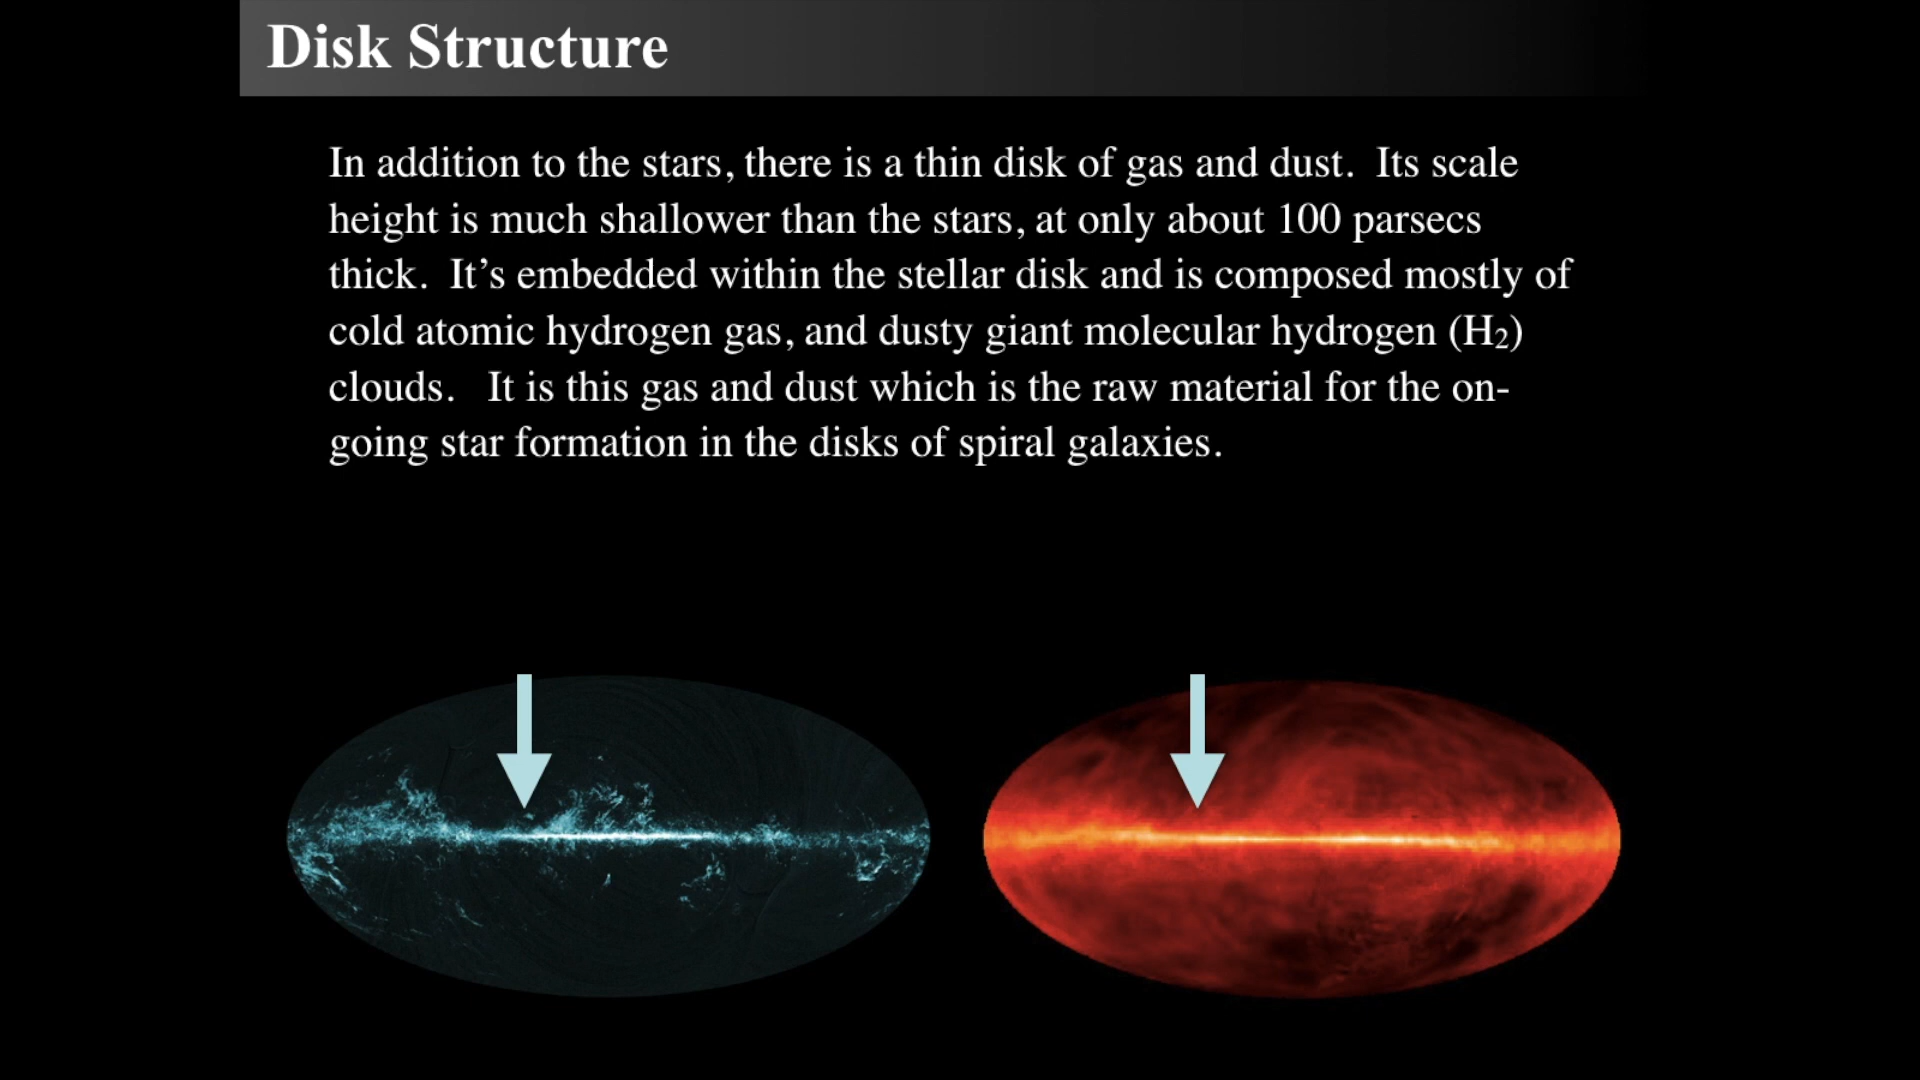 Disk Structure
In addition to the stars, there is a thin disk of gas and dust.  Its scale
height is much shallower than the stars, at only about 100 parsecs
thick.  It’s embedded within the stellar disk and is composed mostly of
cold atomic hydrogen gas, and dusty giant molecular hydrogen (H₂)
clouds.   It is this gas and dust which is the raw material for the on-
going star formation in the disks of spiral galaxies.